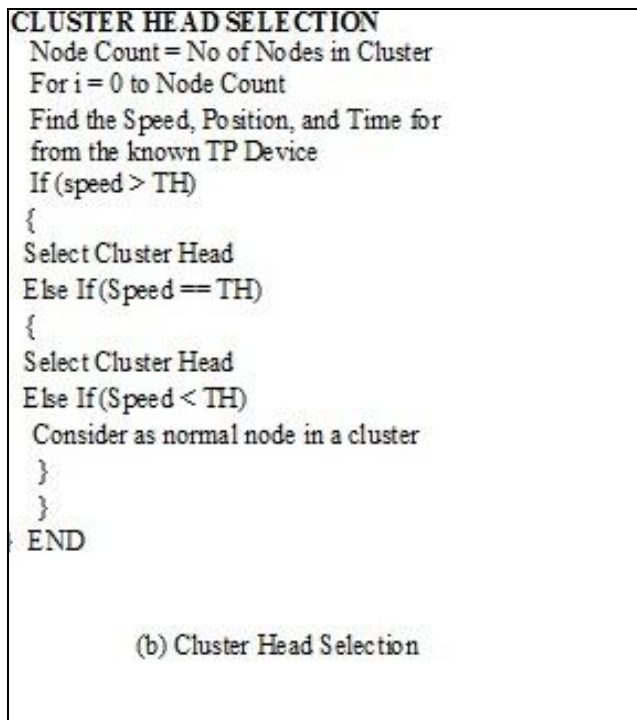 CLUSTER HEAD SELECTION
Node Count = No of Nodes in Cluster
For i = 0 to Node Count
Find the Speed, Position, and Time for
from the known TP Device
If (speed > TH)
{
Select Cluster Head
Else If (Speed == TH)
{
Select Cluster Head
Else If (Speed < TH)
Consider as normal node in a cluster
}
}
} END
(b) Cluster Head Selection